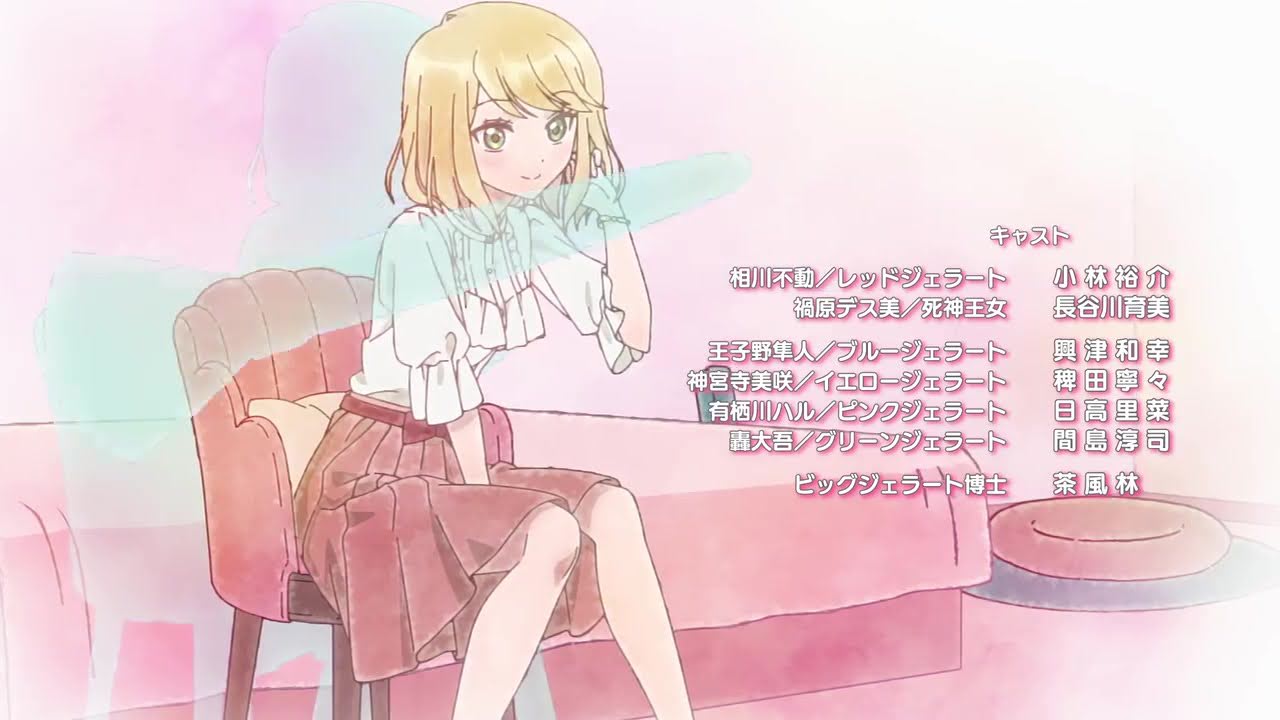 キャスト
相川不動／レッドジェラート 小林裕介
禍原デス美／死神王女 長谷川育美
王子野隼人／ブルージェラート 興津和幸
神宮寺美咲／イエロージェラート 稗田寧々
有栖川ハル／ピンクジェラート 日高里菜
轟大吾／グリーンジェラート 間島淳司
ビッグジェラート博士 茶風林